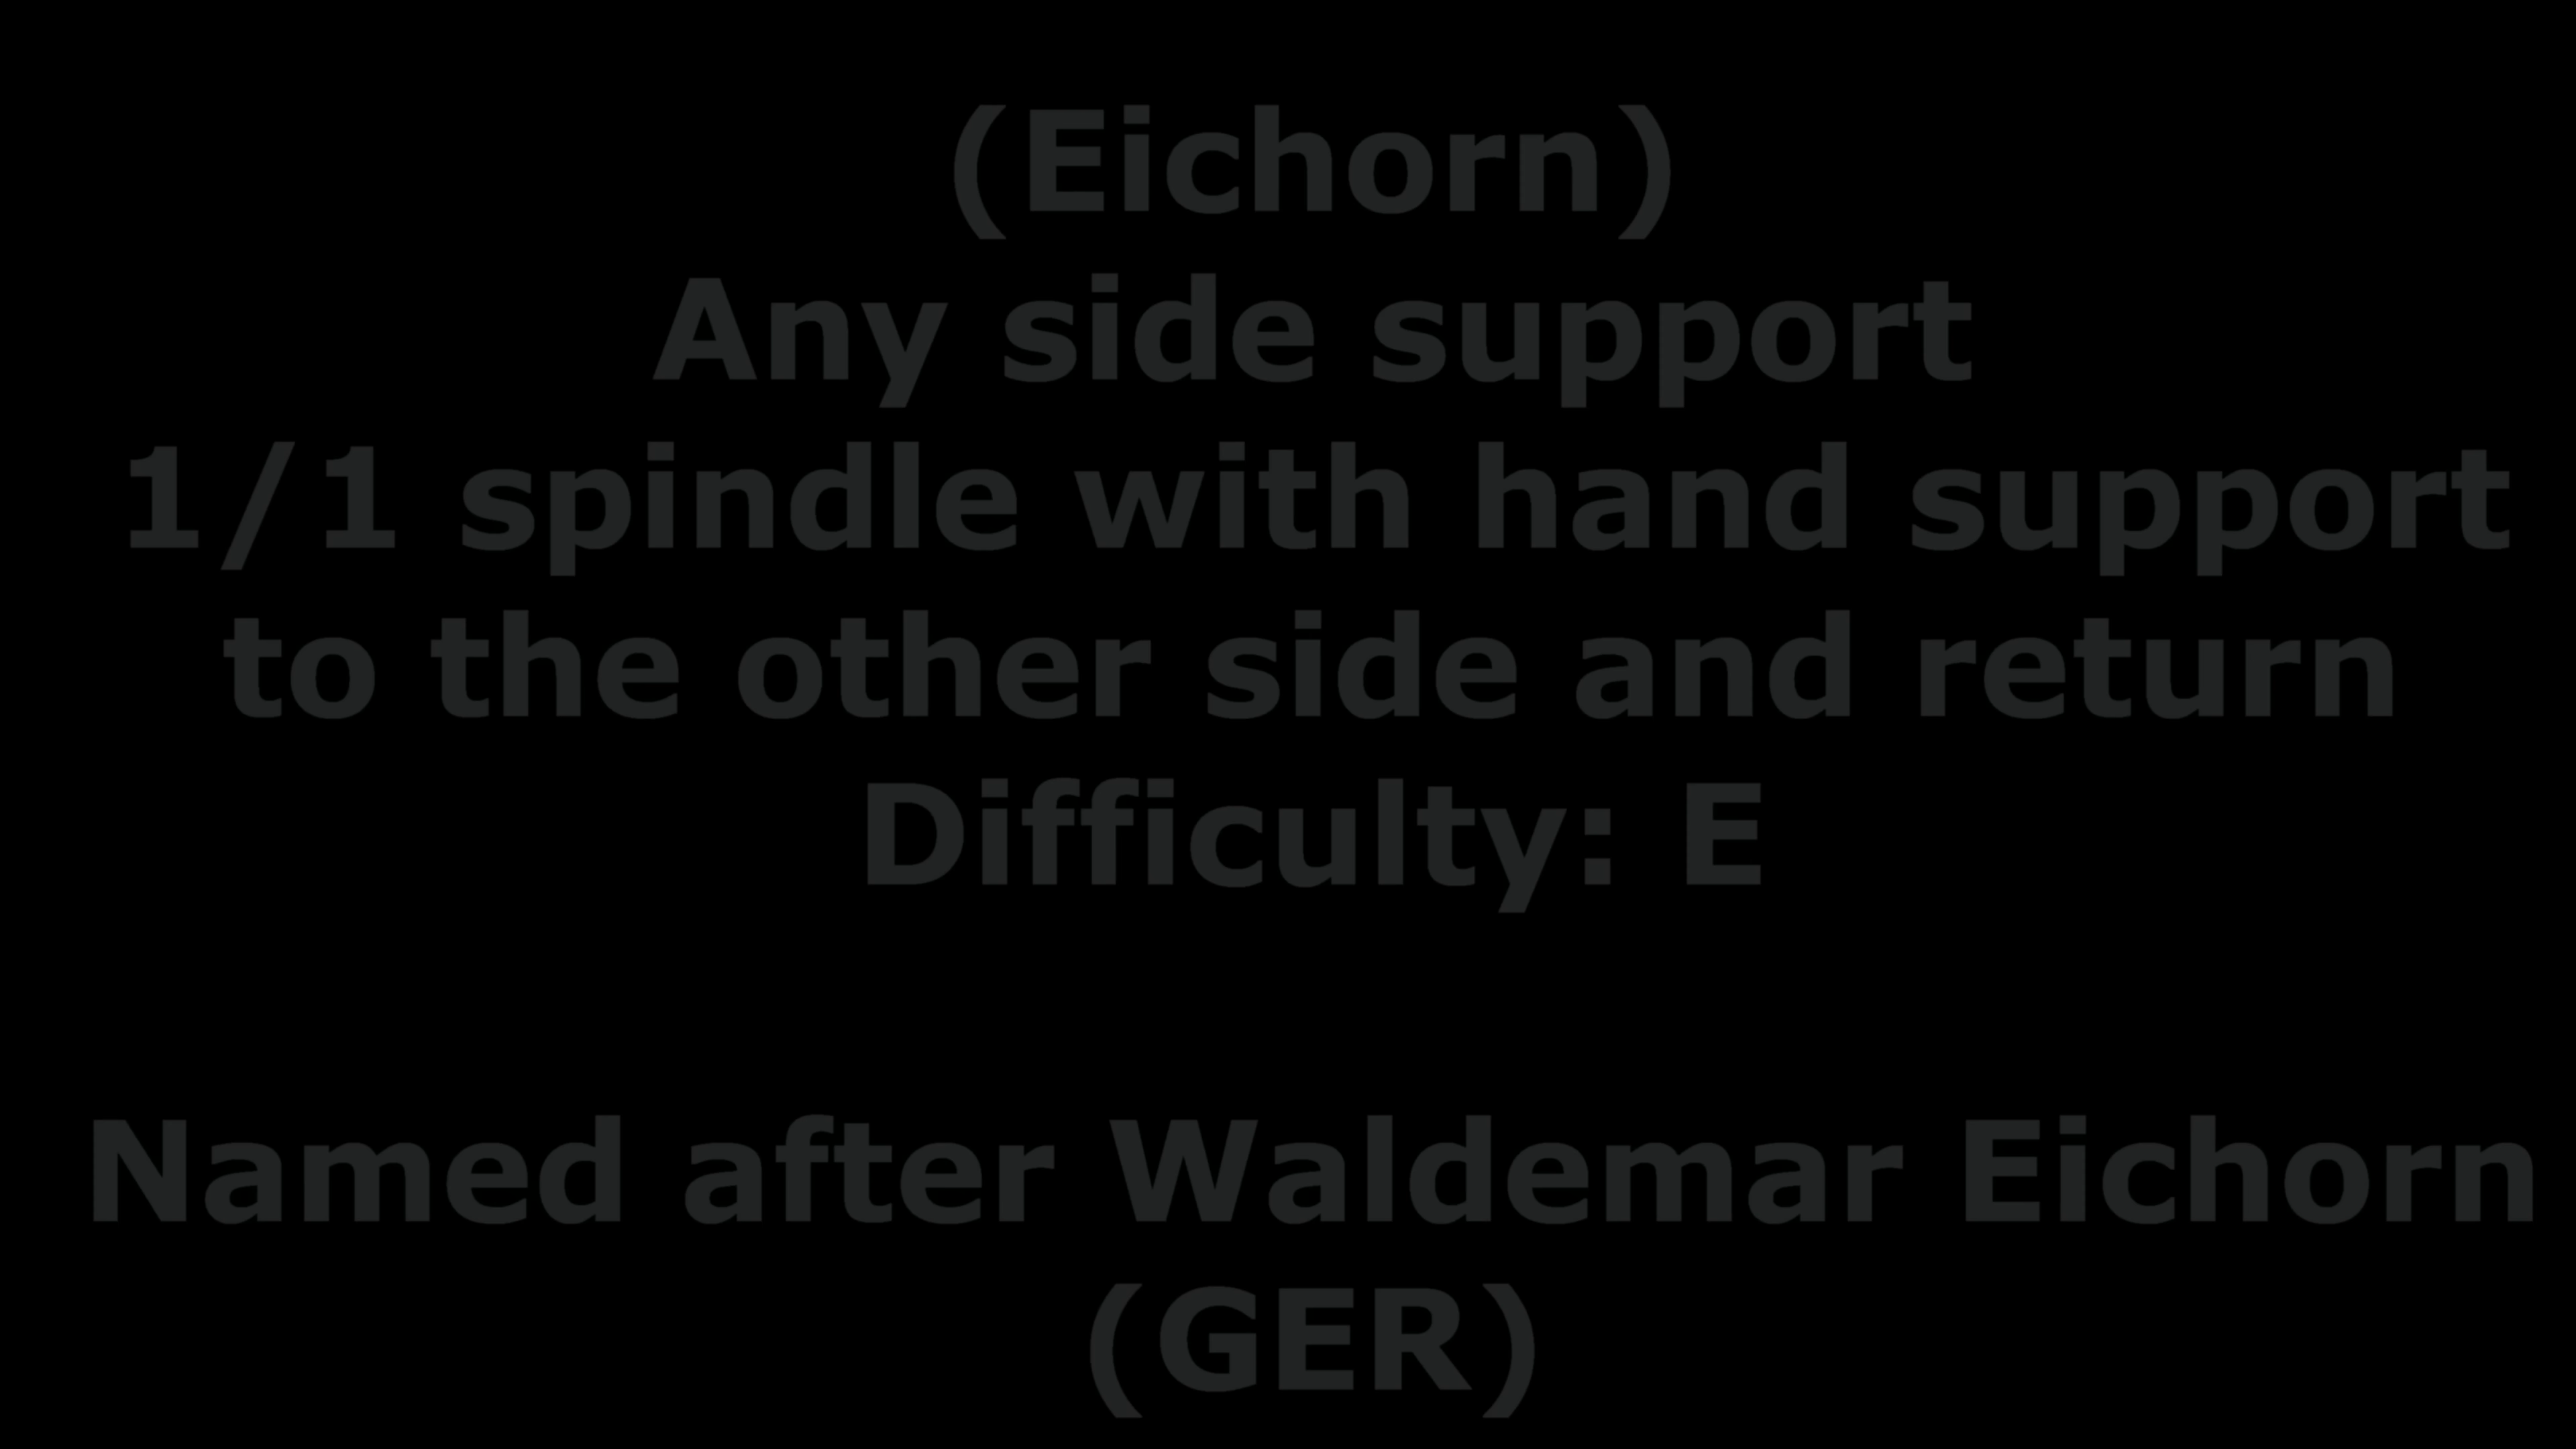 (Eichorn)
Any side support
1/1 spindle with hand support
to the other side and return
Difficulty: E
Named after Waldemar Eichorn
(GER)